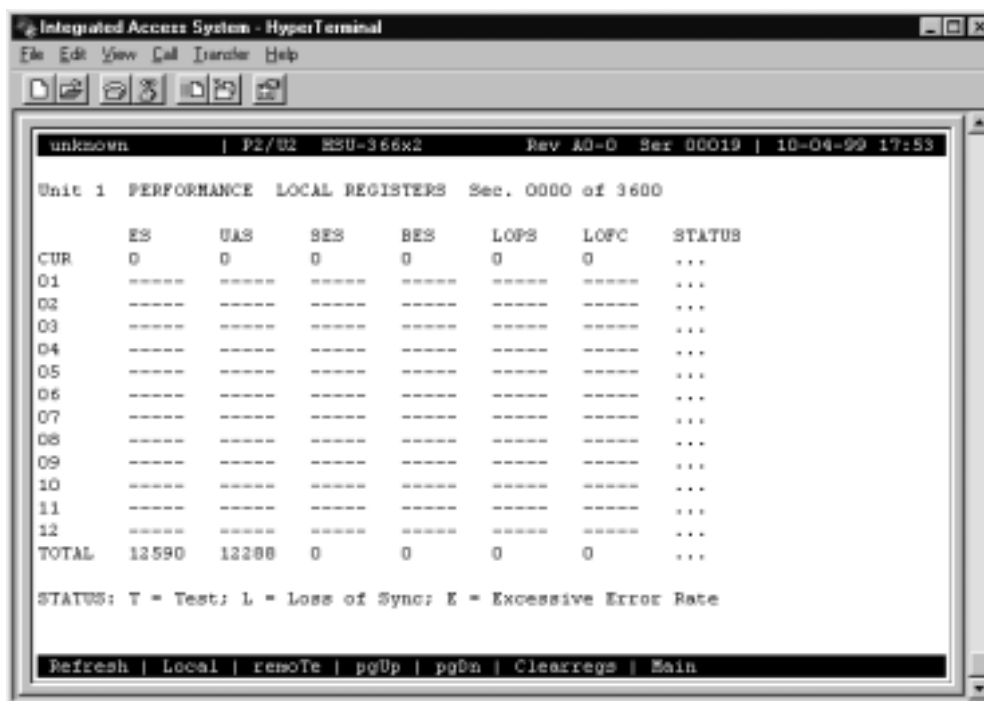 Integrated Access System - HyperTerminal
File Edit View Call Transfer Help
unknown | P2/U2 HSU-366x2 Rev A0-0 Ser 00019 | 10-04-99 17:53
Unit 1 PERFORMANCE LOCAL REGISTERS Sec. 0000 of 3600
ES UAS SES BES LOPS LOFC STATUS
CUR 0 0 0 0 0 0 ...
01 ----- ----- ----- ----- ----- ----- ...
02 ----- ----- ----- ----- ----- ----- ...
03 ----- ----- ----- ----- ----- ----- ...
04 ----- ----- ----- ----- ----- ----- ...
05 ----- ----- ----- ----- ----- ----- ...
06 ----- ----- ----- ----- ----- ----- ...
07 ----- ----- ----- ----- ----- ----- ...
08 ----- ----- ----- ----- ----- ----- ...
09 ----- ----- ----- ----- ----- ----- ...
10 ----- ----- ----- ----- ----- ----- ...
11 ----- ----- ----- ----- ----- ----- ...
12 ----- ----- ----- ----- ----- ----- ...
TOTAL 12590 12288 0 0 0 0 ...
STATUS: T = Test; L = Loss of Sync; E = Excessive Error Rate
Refresh | Local | remoTe | pgUp | pgDn | Clearregs | Main